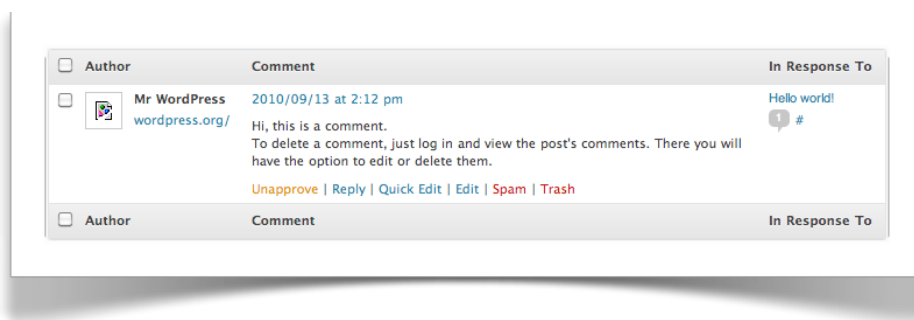 Author Comment In Response To
Mr WordPress 2010/09/13 at 2:12 pm Hello world!
wordpress.org/ 1 #
Hi, this is a comment.
To delete a comment, just log in and view the post's comments. There you will
have the option to edit or delete them.
Unapprove | Reply | Quick Edit | Edit | Spam | Trash
Author Comment In Response To